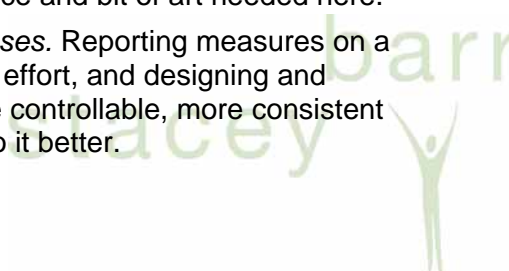 ce and bit of art needed here.
ses. Reporting measures on a
effort, and designing and
controllable, more consistent
o it better.
barr
stacey